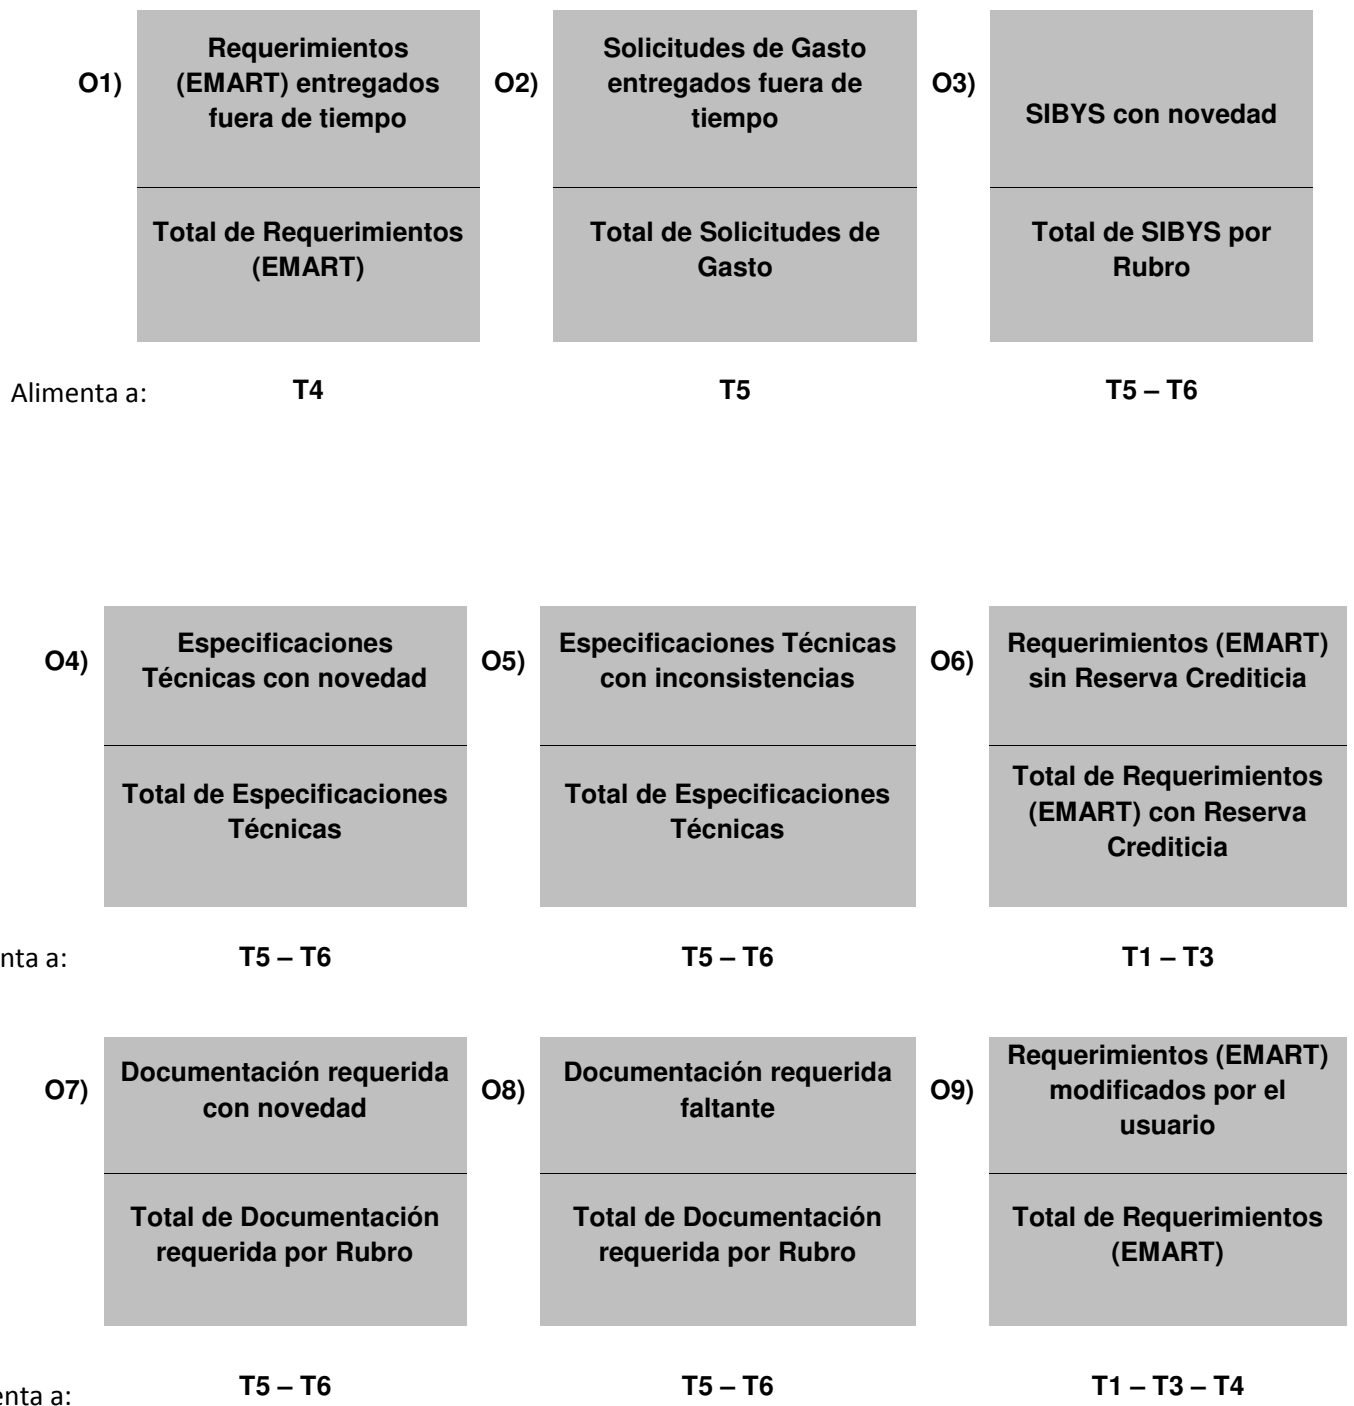 O1)
Requerimientos
(EMART) entregados
fuera de tiempo
Total de Requerimientos
(EMART)
O2)
Solicitudes de Gasto
entregados fuera de
tiempo
Total de Solicitudes de
Gasto
O3)
SIBYS con novedad
Total de SIBYS por
Rubro
Alimenta a:
T4
T5
T5 – T6
O4)
Especificaciones
Técnicas con novedad
Total de Especificaciones
Técnicas
O5)
Especificaciones Técnicas
con inconsistencias
Total de Especificaciones
Técnicas
O6)
Requerimientos (EMART)
sin Reserva Crediticia
Total de Requerimientos
(EMART) con Reserva
Crediticia
nta a:
T5 – T6
T5 – T6
T1 – T3
O7)
Documentación requerida
con novedad
Total de Documentación
requerida por Rubro
O8)
Documentación requerida
faltante
Total de Documentación
requerida por Rubro
O9)
Requerimientos (EMART)
modificados por el
usuario
Total de Requerimientos
(EMART)
enta a:
T5 – T6
T5 – T6
T1 – T3 – T4